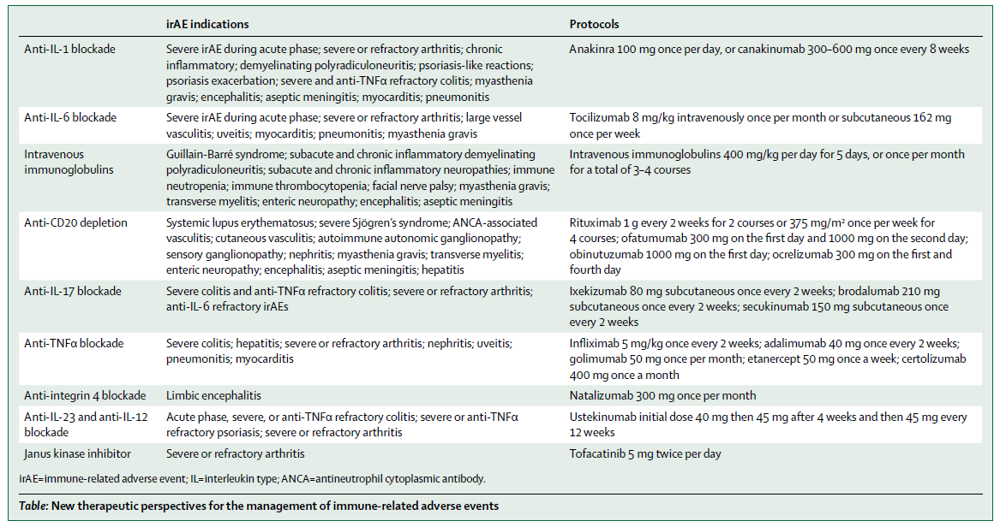 irAE indications Protocols
Anti-IL-1 blockade Severe irAE during acute phase; severe or refractory arthritis; chronic Anakinra 100 mg once per day, or canakinumab 300–600 mg once every 8 weeks
inflammatory; demyelinating polyradiculoneuritis; psoriasis-like reactions;
psoriasis exacerbation; severe and anti-TNFα refractory colitis; myasthenia
gravis; encephalitis; aseptic meningitis; myocarditis; pneumonitis
Anti-IL-6 blockade Severe irAE during acute phase; severe or refractory arthritis; large vessel Tocilizumab 8 mg/kg intravenously once per month or subcutaneous 162 mg
vasculitis; uveitis; myocarditis; pneumonitis; myasthenia gravis once per week
Intravenous Guillain-Barré syndrome; subacute and chronic inflammatory demyelinating Intravenous immunoglobulins 400 mg/kg per day for 5 days, or once per month
immunoglobulins polyradiculoneuritis; subacute and chronic inflammatory neuropathies; immune for a total of 3–4 courses
neutropenia; immune thrombocytopenia; facial nerve palsy; myasthenia gravis;
transverse myelitis; enteric neuropathy; encephalitis; aseptic meningitis
Anti-CD20 depletion Systemic lupus erythematosus; severe Sjögren's syndrome; ANCA-associated Rituximab 1 g every 2 weeks for 2 courses or 375 mg/m² once per week for
vasculitis; cutaneous vasculitis; autoimmune autonomic ganglionopathy; 4 courses; ofatumumab 300 mg on the first day and 1000 mg on the second day;
sensory ganglionopathy; nephritis; myasthenia gravis; transverse myelitis; obinutuzumab 1000 mg on the first day; ocrelizumab 300 mg on the first and
enteric neuropathy; encephalitis; aseptic meningitis; hepatitis fourth day
Anti-IL-17 blockade Severe colitis and anti-TNFα refractory colitis; severe or refractory arthritis; Ixekizumab 80 mg subcutaneous once every 2 weeks; brodalumab 210 mg
anti-IL-6 refractory irAEs subcutaneous once every 2 weeks; secukinumab 150 mg subcutaneous once
every 2 weeks
Anti-TNFα blockade Severe colitis; hepatitis; severe or refractory arthritis; nephritis; uveitis; Infliximab 5 mg/kg once every 2 weeks; adalimumab 40 mg once every 2 weeks;
pneumonitis; myocarditis golimumab 50 mg once per month; etanercept 50 mg once a week; certolizumab
400 mg once a month
Anti-integrin 4 blockade Limbic encephalitis Natalizumab 300 mg once per month
Anti-IL-23 and anti-IL-12 Acute phase, severe, or anti-TNFα refractory colitis; severe or anti-TNFα Ustekinumab initial dose 40 mg then 45 mg after 4 weeks and then 45 mg every
blockade refractory psoriasis; severe or refractory arthritis 12 weeks
Janus kinase inhibitor Severe or refractory arthritis Tofacatinib 5 mg twice per day
irAE=immune-related adverse event; IL=interleukin type; ANCA=antineutrophil cytoplasmic antibody.
Table: New therapeutic perspectives for the management of immune-related adverse events